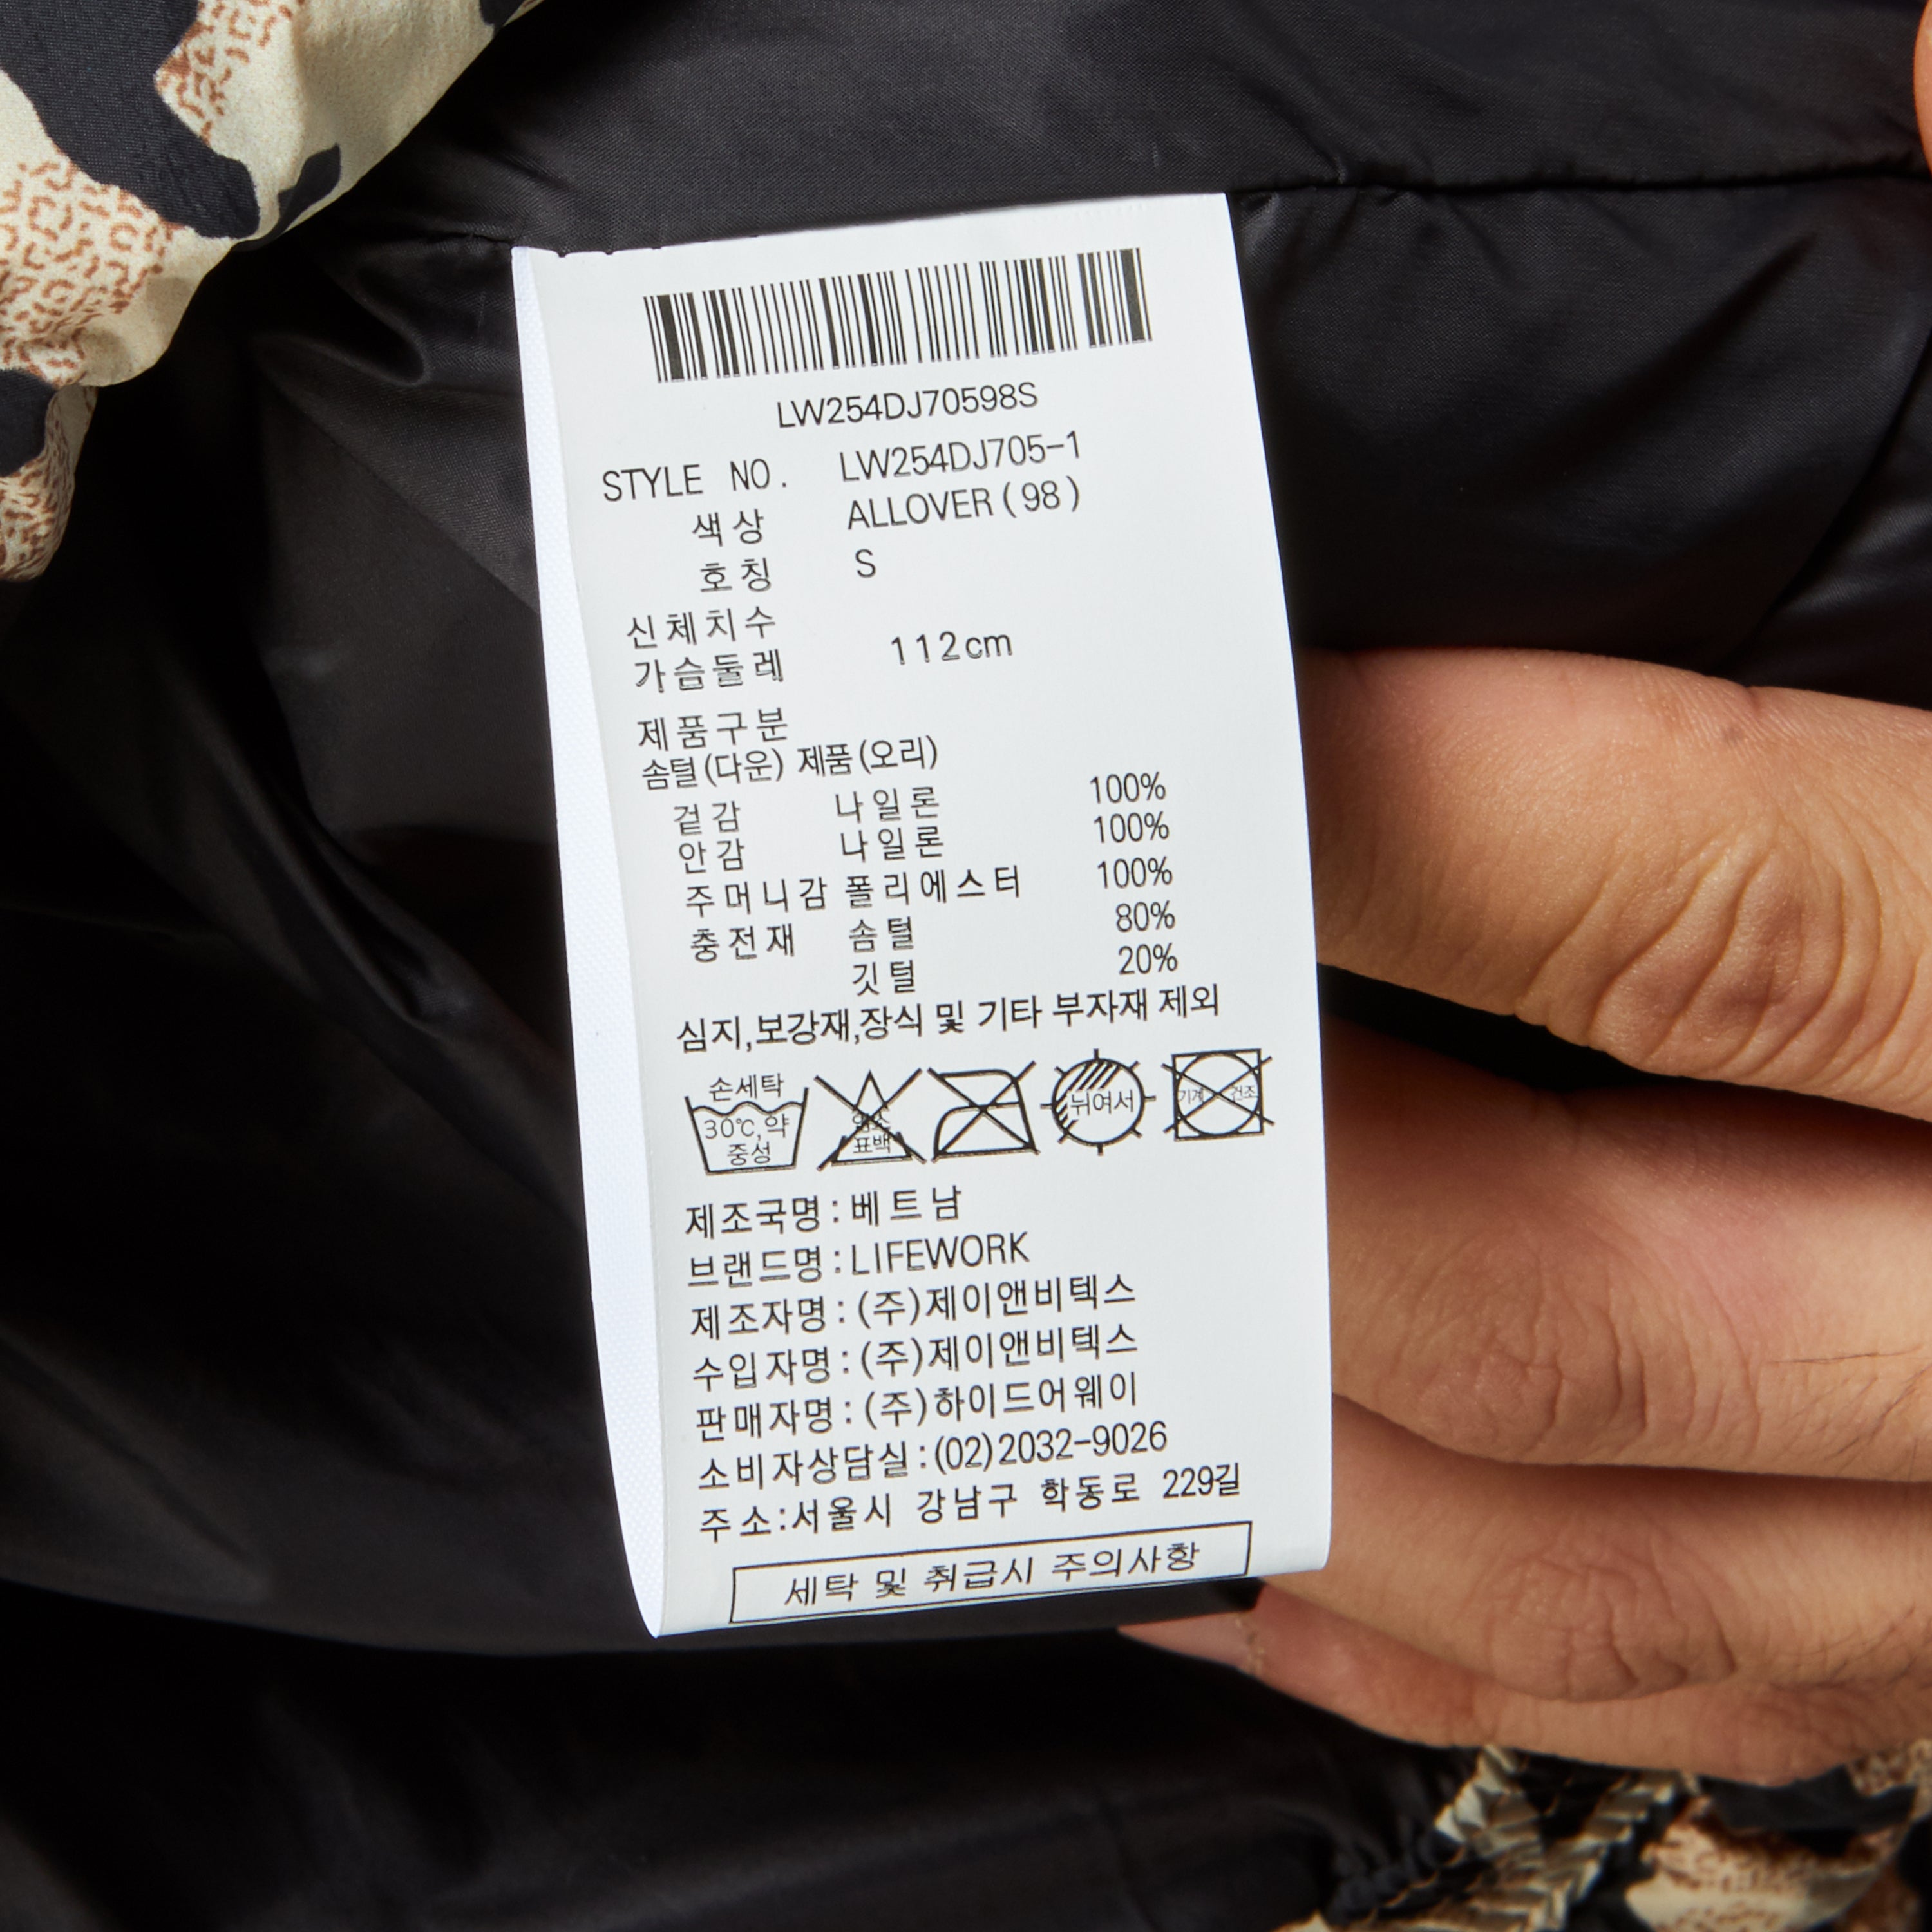 LW254DJ70598S
STYLE NO. LW254DJ705-1
색상 ALLOVER(98)
호칭 S
신체치수
가슴둘레 112cm
제품구분
솜털(다운) 제품(오리)
겉감 나일론 100%
안감 나일론 100%
주머니감 폴리에스터 100%
충전재 솜털 80%
깃털 20%
심지,보강재,장식 및 기타 부자재 제외
손세탁
30℃,약
중성
염소
표백
뉘여서
기계 건조
제조국명:베트남
브랜드명:LIFEWORK
제조자명:(주)제이앤비텍스
수입자명:(주)제이앤비텍스
판매자명:(주)하이드어웨이
소비자상담실:(02)2032-9026
주소:서울시 강남구 학동로 229길
세탁 및 취급시 주의사항